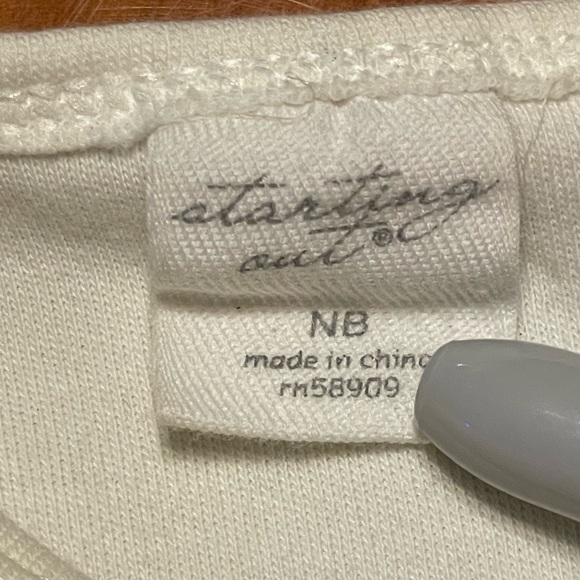 starting
out®
NB
made in china
rn58909